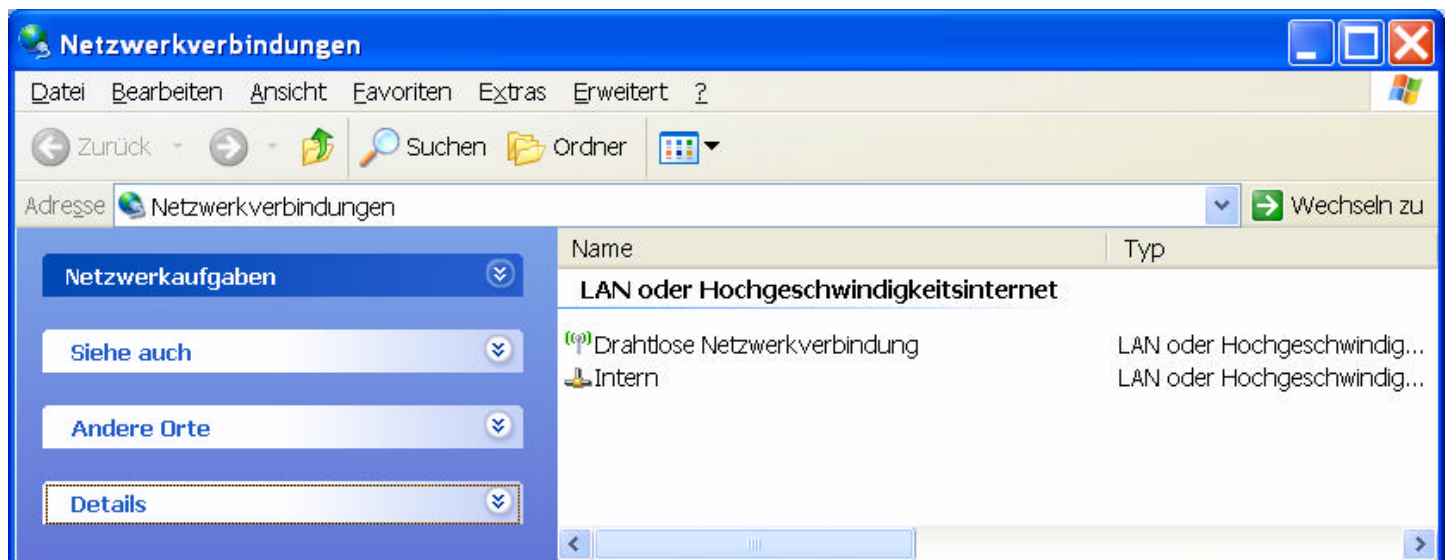 Netzwerkverbindungen
Datei Bearbeiten Ansicht Favoriten Extras Erweitert ?
Zurück Suchen Ordner
Adresse Netzwerkverbindungen Wechseln zu
Netzwerkaufgaben
Siehe auch
Andere Orte
Details
Name Typ
LAN oder Hochgeschwindigkeitsinternet
Drahtlose Netzwerkverbindung LAN oder Hochgeschwindig...
Intern LAN oder Hochgeschwindig...